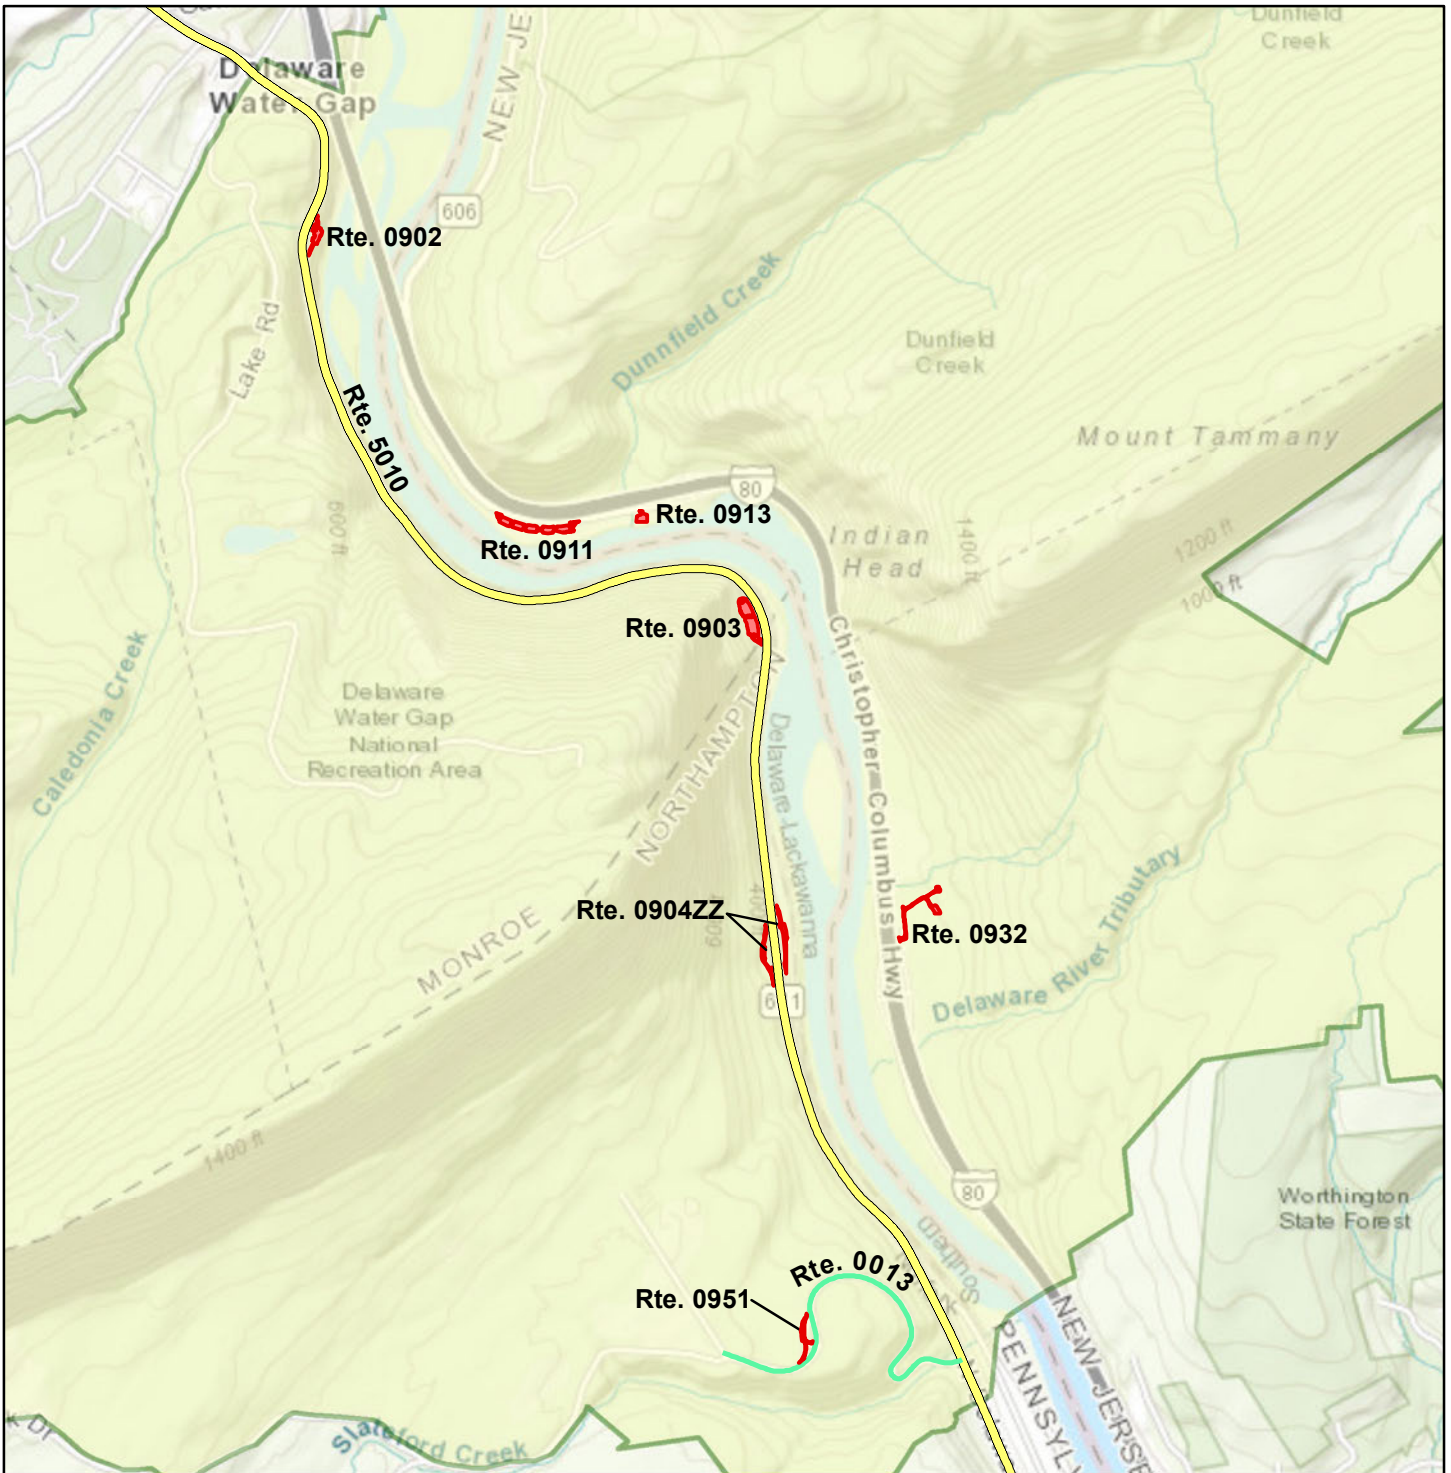 Dunfield
Creek
Delaware
Water Gap
NEW JE
606
Rte. 0902
Lake Rd
Dunnfield Creek
Dunfield
Creek
Rte. 5010
Mount Tammany
80
Rte. 0913
Rte. 0911
Indian
Head
600 ft
1400 ft
1200 ft
1000 ft
Rte. 0903
Christopher Columbus Hwy
Caledonia Creek
Delaware
Water Gap
National
Recreation Area
NORTHAMPTON
MONROE
Delaware-Lackawanna
Rte. 0904ZZ
Rte. 0932
Delaware River Tributary
1400 ft
80
Worthington
State Forest
Southern
Rte. 0013
Rte. 0951
NEW JERSE
PENNSYLV
Slateford Creek
k Dr